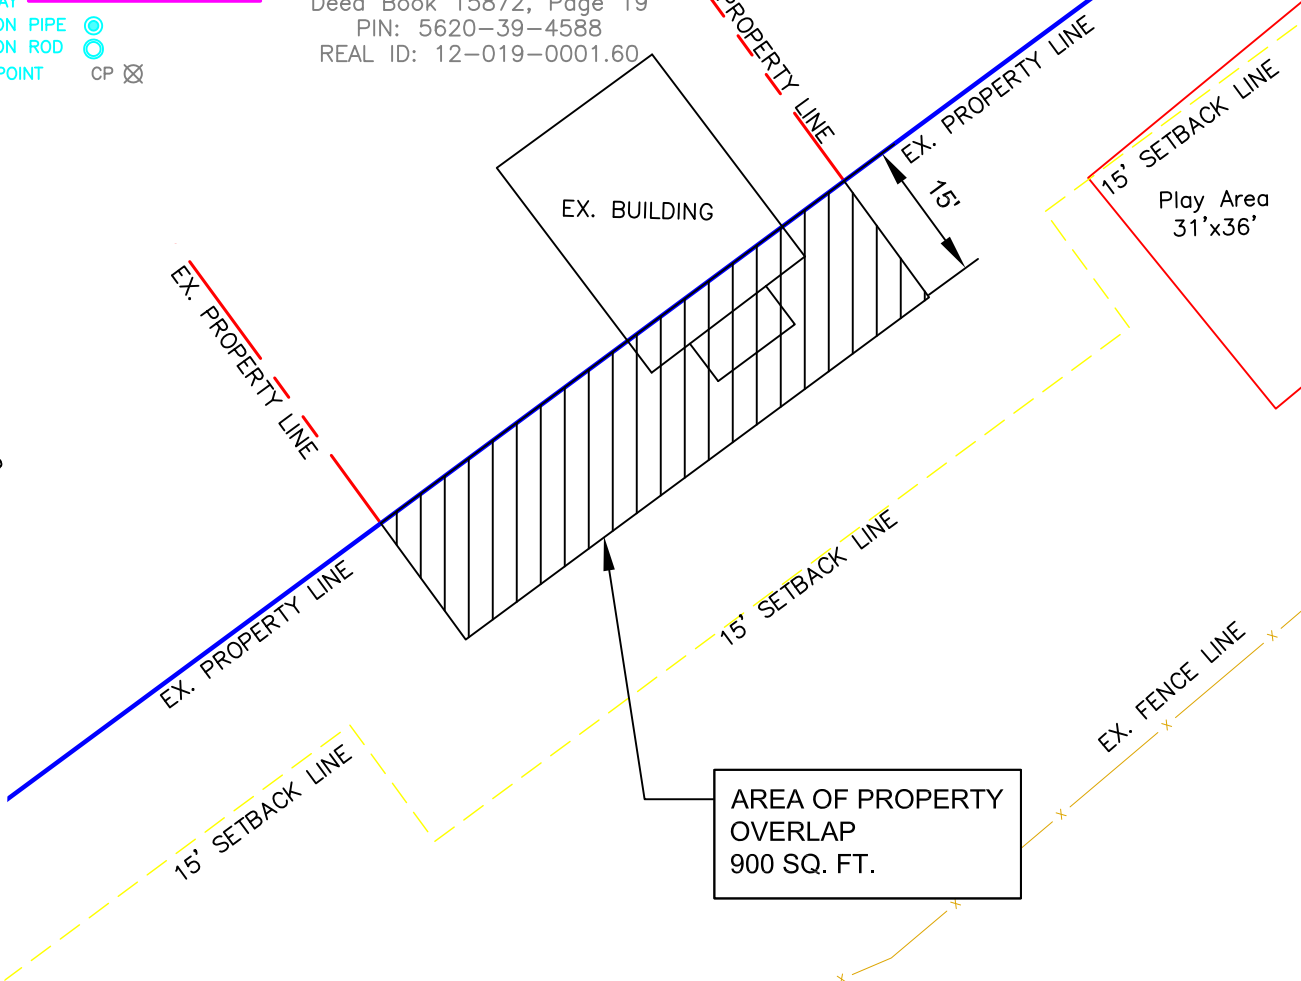 ON PIPE
ON ROD
POINT
CP
Deed Book 15872, Page 19
PIN: 5620-39-4588
REAL ID: 12-019-0001.60
PROPERTY LINE
EX. PROPERTY LINE
15' SETBACK LINE
Play Area
31'x36'
15'
EX. BUILDING
EX. PROPERTY LINE
EX. PROPERTY LINE
15' SETBACK LINE
15' SETBACK LINE
EX. FENCE LINE
AREA OF PROPERTY
OVERLAP
900 SQ. FT.